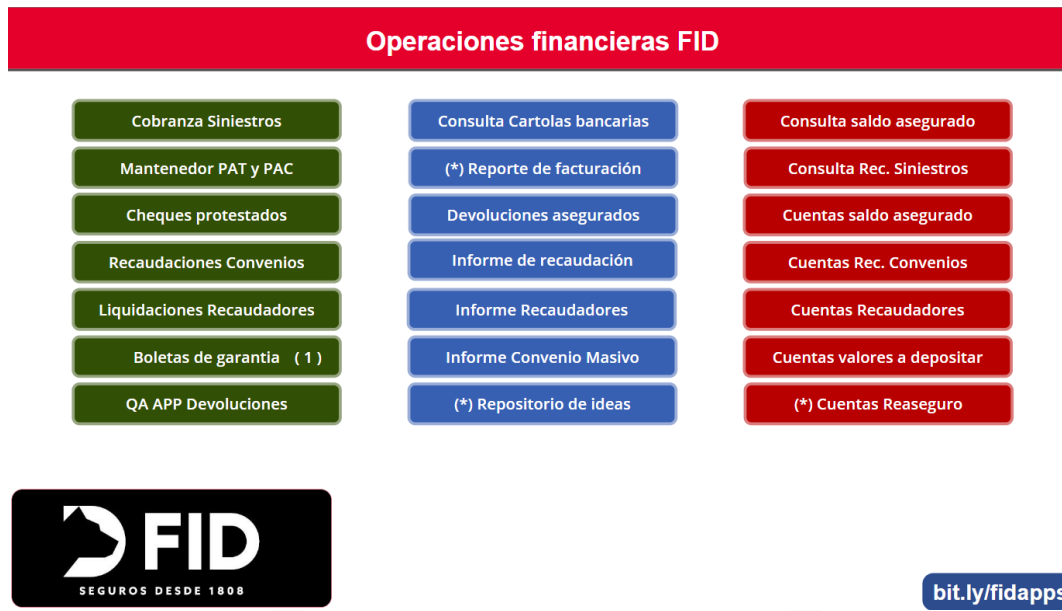 Operaciones financieras FID
Cobranza Siniestros
Consulta Cartolas bancarias
Consulta saldo asegurado
Mantenedor PAT y PAC
(*) Reporte de facturación
Consulta Rec. Siniestros
Cheques protestados
Devoluciones asegurados
Cuentas saldo asegurado
Recaudaciones Convenios
Informe de recaudación
Cuentas Rec. Convenios
Liquidaciones Recaudadores
Informe Recaudadores
Cuentas Recaudadores
Boletas de garantia ( 1 )
Informe Convenio Masivo
Cuentas valores a depositar
QA APP Devoluciones
(*) Repositorio de ideas
(*) Cuentas Reaseguro
FID
SEGUROS DESDE 1808
bit.ly/fidapps